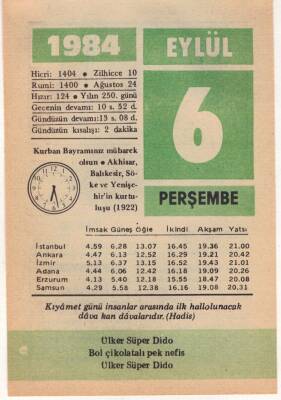 1984
EYLÜL
Hicri: 1404 ● Zilhicce 10
Rumi: 1400 ● Ağustos 24
Hızır: 124 ● Yılın 250. günü
Gecenin devamı: 10 s. 52 d.
Gündüzün devamı:13 s. 08 d.
Gündüzün kısalışı: 2 dakika
6
PERŞEMBE
Kurban Bayramınız mübarek
olsun ● Akhisar,
Balıkesir, Sö-
ke ve Yenişe-
hir'in kurtu-
luşu (1922)
İmsak Güneş Öğle İkindi Akşam Yatsı
İstanbul 4.59 6.28 13.07 16.45 19.36 21.00
Ankara 4.47 6.13 12.52 16.29 19.21 20.42
İzmir 5.13 6.37 13.15 16.52 19.43 21.01
Adana 4.44 6.06 12.42 16.18 19.09 20.26
Erzurum 4.13 5.40 12.18 15.55 18.47 20.08
Samsun 4.29 5.58 12.38 16.16 19.08 20.31
Kıyâmet günü insanlar arasında ilk hallolunacak
dâva kan dâvalarıdır. (Hadis)
Ülker Süper Dido
Bol çikolatalı pek nefis
Ülker Süper Dido